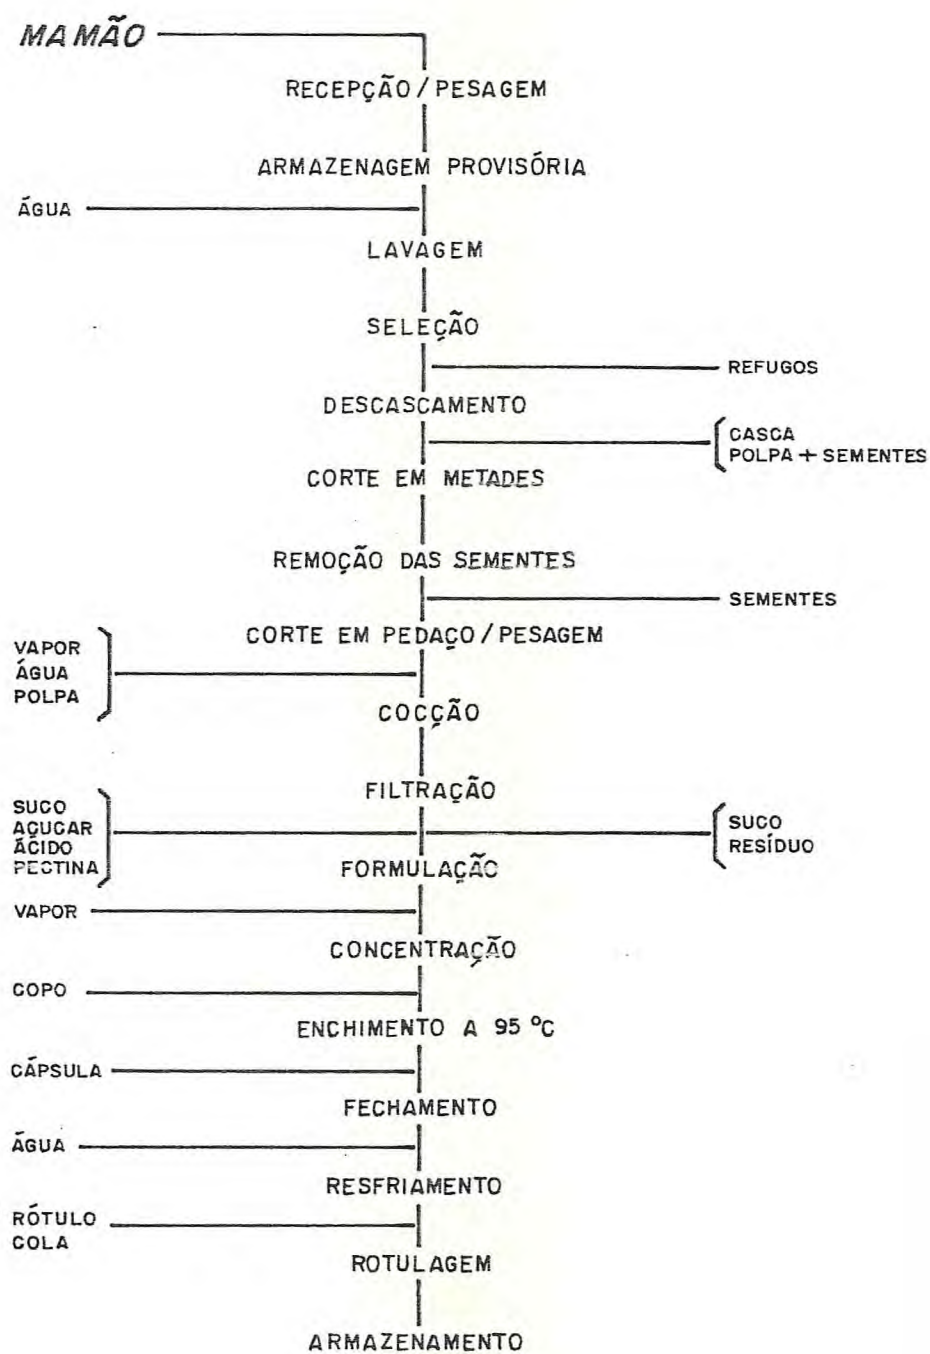 MAMÃO
RECEPÇÃO / PESAGEM
ARMAZENAGEM PROVISÓRIA
ÁGUA
LAVAGEM
SELEÇÃO
REFUGOS
DESCASCAMENTO
CASCA
POLPA + SEMENTES
CORTE EM METADES
REMOÇÃO DAS SEMENTES
SEMENTES
CORTE EM PEDAÇO / PESAGEM
VAPOR
ÁGUA
POLPA
COCÇÃO
FILTRAÇÃO
SUCO
AÇUCAR
ÁCIDO
PECTINA
SUCO
RESÍDUO
FORMULAÇÃO
VAPOR
CONCENTRAÇÃO
COPO
ENCHIMENTO A 95 °C
CÁPSULA
FECHAMENTO
ÁGUA
RESFRIAMENTO
RÓTULO
COLA
ROTULAGEM
ARMAZENAMENTO